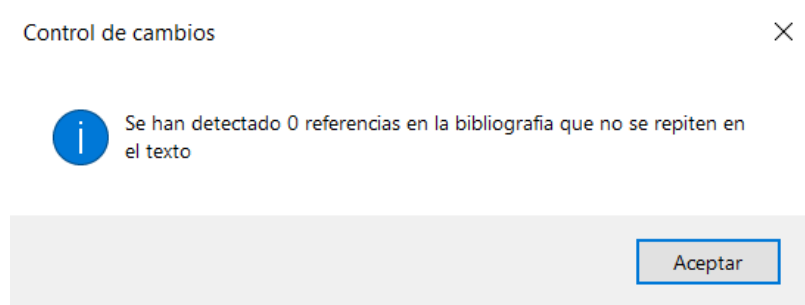 Control de cambios
Se han detectado 0 referencias en la bibliografia que no se repiten en
el texto
Aceptar